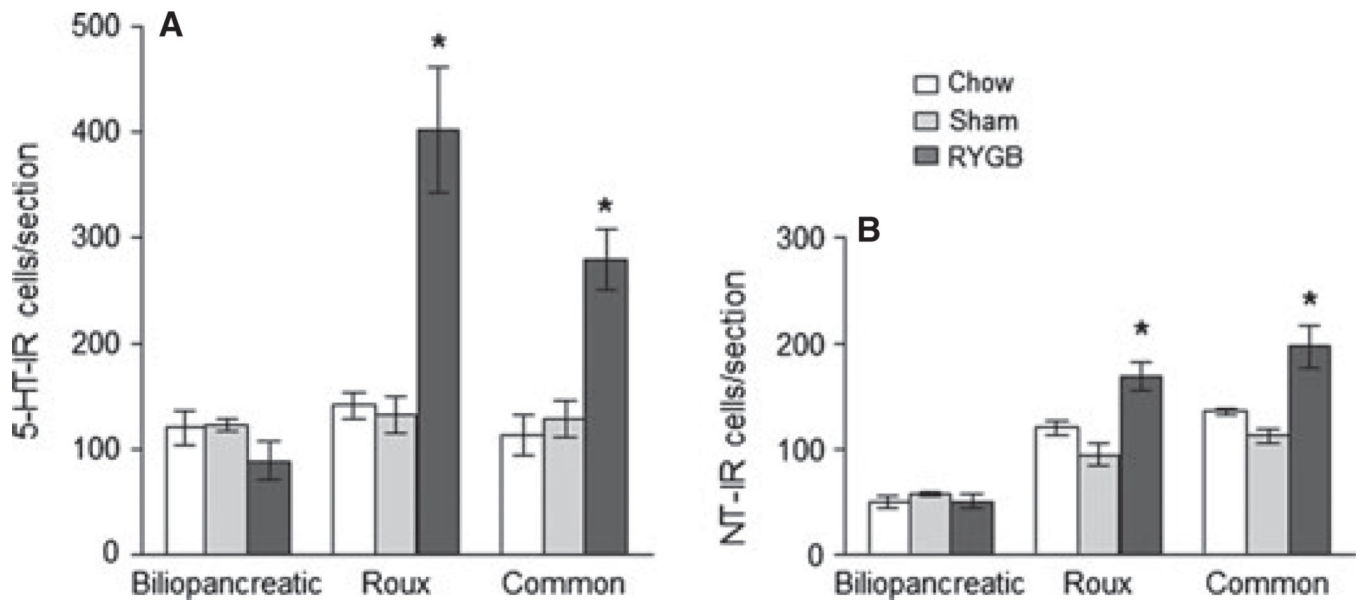 A
5-HT-IR cells/section
500
400
300
200
100
0
*
*
Biliopancreatic Roux Common
Chow
Sham
RYGB
B
NT-IR cells/section
300
200
100
0
*
*
Biliopancreatic Roux Common